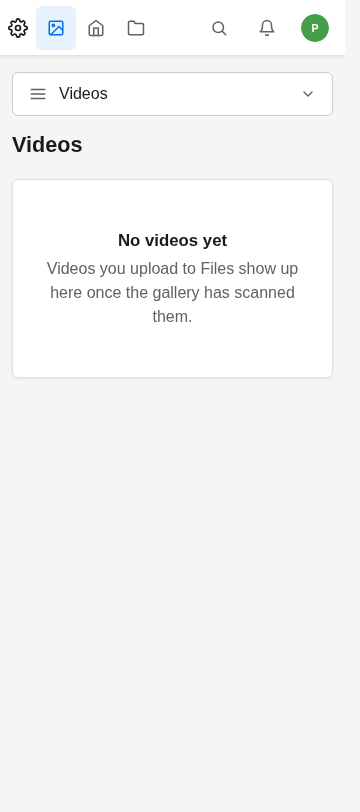 P
Videos
Videos
No videos yet
Videos you upload to Files show up
here once the gallery has scanned
them.